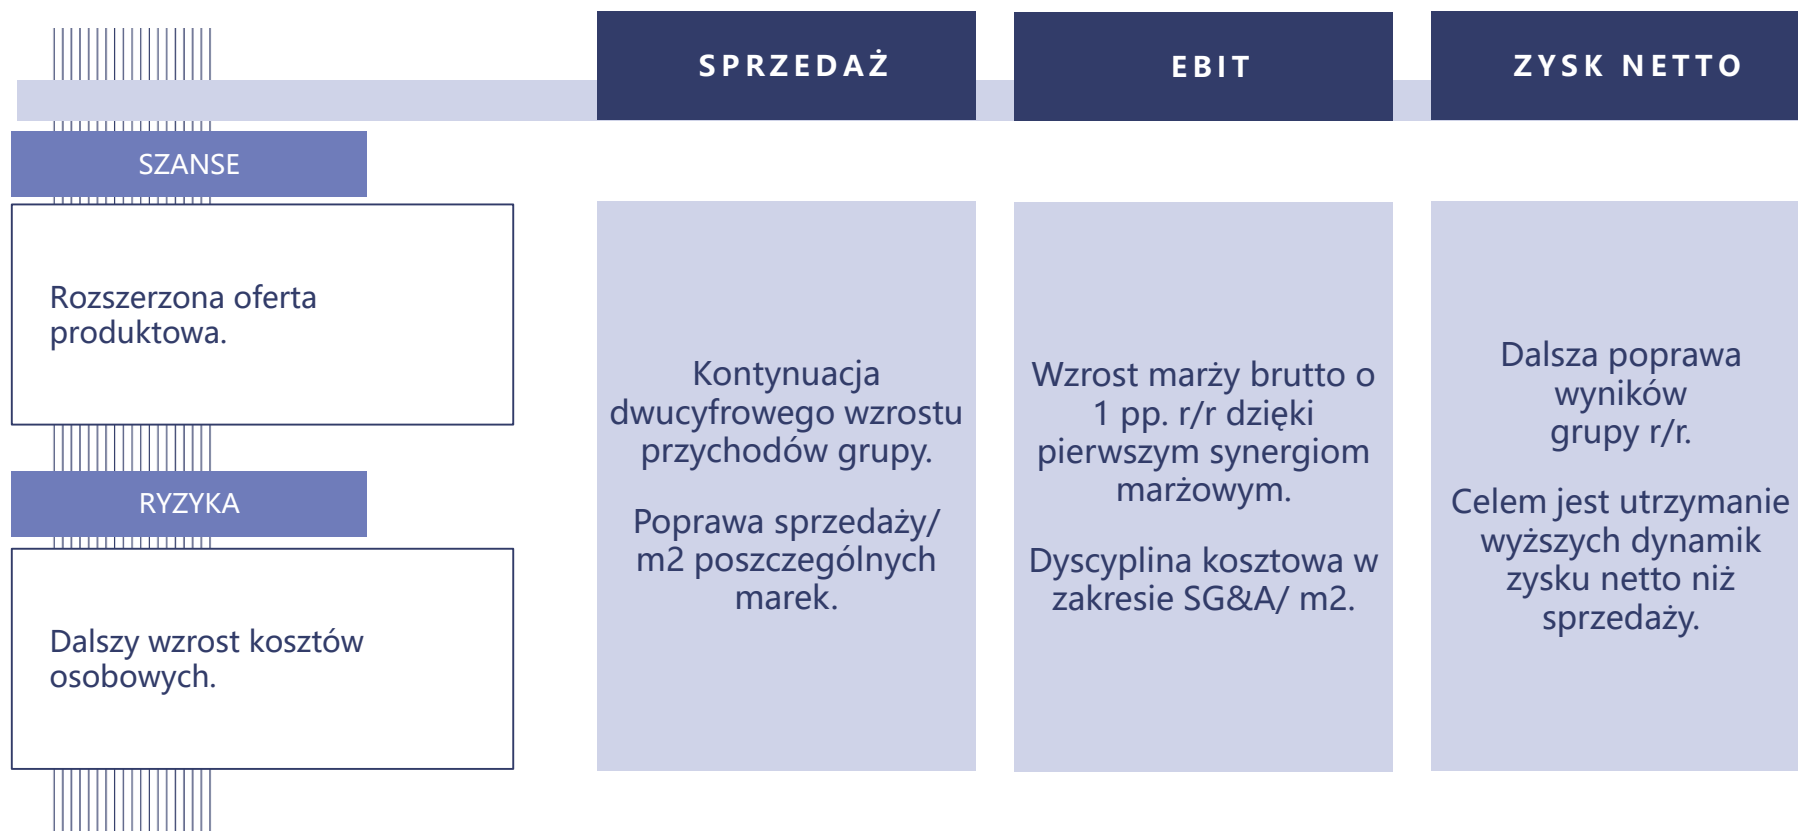 SPRZEDAŻ
EBIT
ZYSK NETTO
SZANSE
Rozszerzona oferta
produktowa.
RYZYKA
Dalszy wzrost kosztów
osobowych.
Kontynuacja
dwucyfrowego wzrostu
przychodów grupy.
Poprawa sprzedaży/
m2 poszczególnych
marek.
Wzrost marży brutto o
1 pp. r/r dzięki
pierwszym synergiom
marżowym.
Dyscyplina kosztowa w
zakresie SG&A/ m2.
Dalsza poprawa
wyników
grupy r/r.
Celem jest utrzymanie
wyższych dynamik
zysku netto niż
sprzedaży.